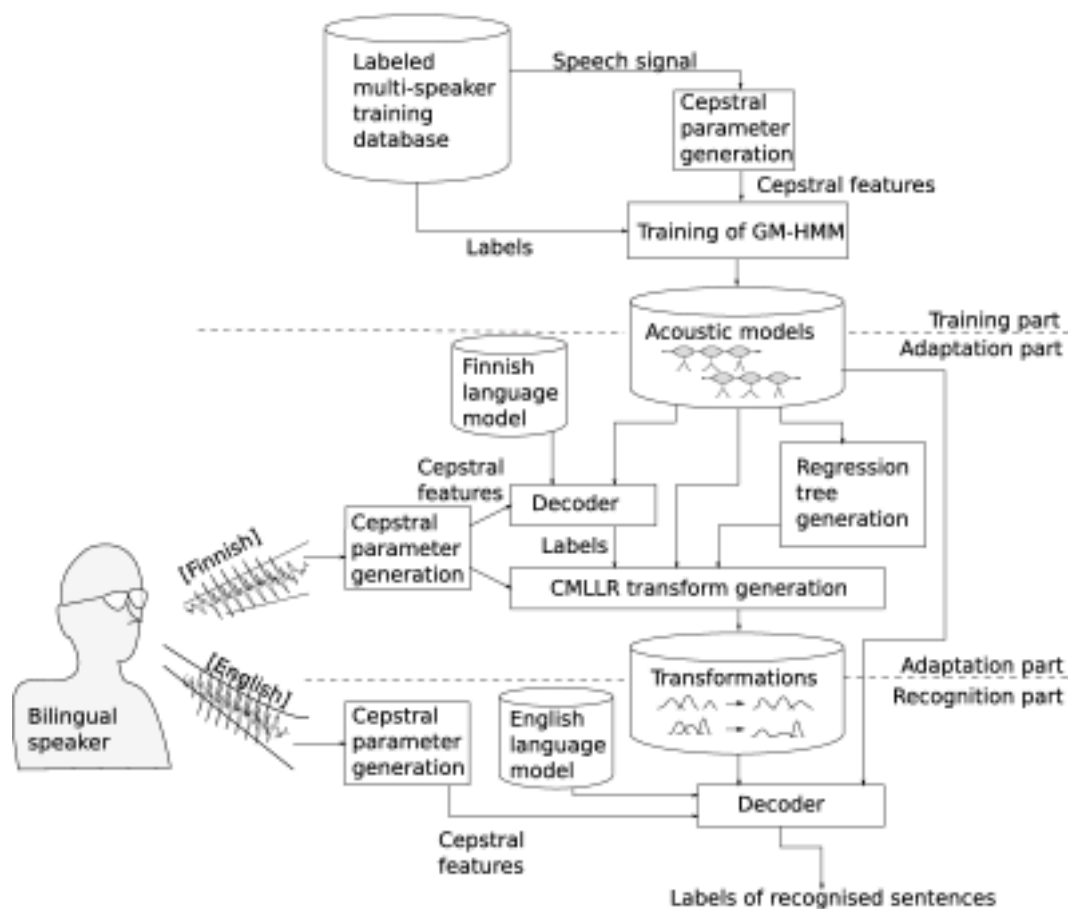 Labeled
multi-speaker
training
database
Speech signal
Cepstral
parameter
generation
Cepstral features
Labels
Training of GM-HMM
Acoustic models
Training part
Adaptation part
Finnish
language
model
Cepstral
features
Decoder
Regression
tree
generation
[Finnish]
Cepstral
parameter
generation
Labels
CMLLR transform generation
Bilingual
speaker
[English]
Transformations
Adaptation part
Recognition part
Cepstral
parameter
generation
English
language
model
Decoder
Cepstral
features
Labels of recognised sentences